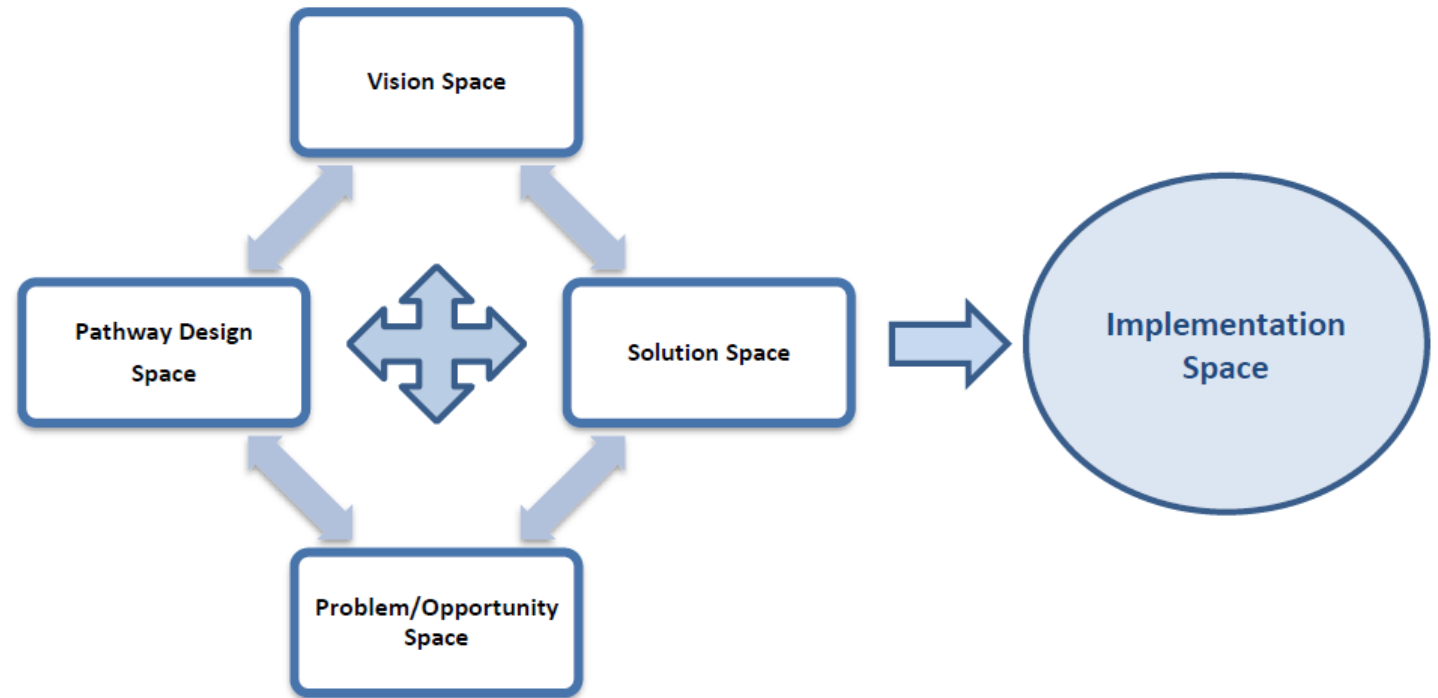 Vision Space
Pathway Design
Space
Solution Space
Implementation
Space
Problem/Opportunity
Space